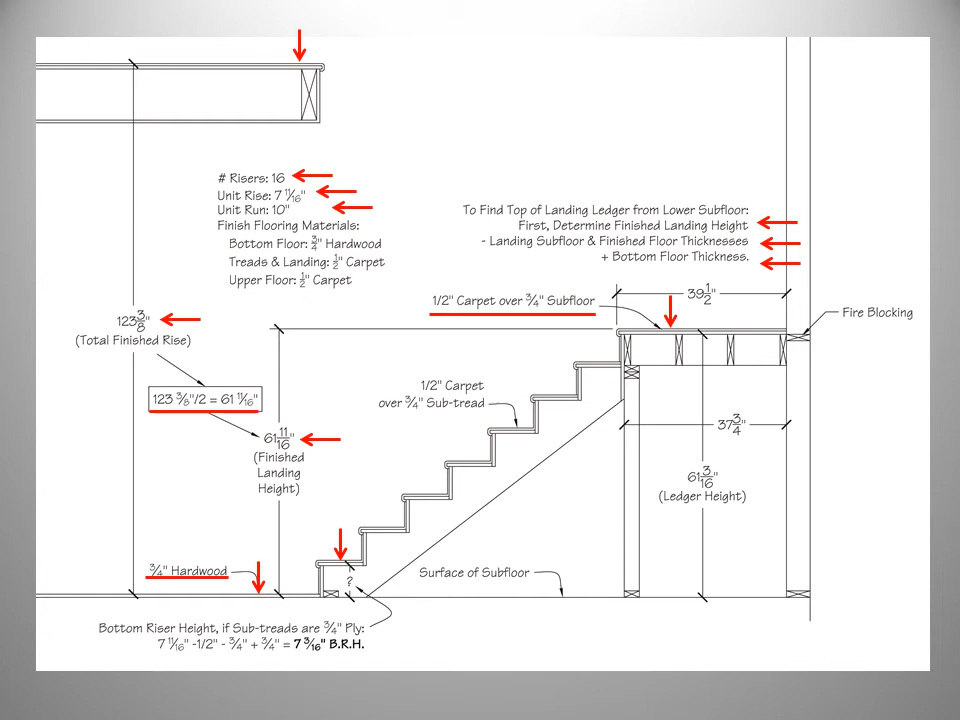 # Risers: 16
Unit Rise: 7 11/16"
Unit Run: 10"
Finish Flooring Materials:
Bottom Floor: 3/4" Hardwood
Treads & Landing: 1/2" Carpet
Upper Floor: 1/2" Carpet
To Find Top of Landing Ledger from Lower Subfloor:
First, Determine Finished Landing Height
- Landing Subfloor & Finished Floor Thicknesses
+ Bottom Floor Thickness.
39 1/2"
1/2" Carpet over 3/4" Subfloor
Fire Blocking
123 3/8"
(Total Finished Rise)
123 3/8"/2 = 61 11/16"
1/2" Carpet
over 3/4" Sub-tread
61 11/16"
(Finished
Landing
Height)
37 3/4"
61 3/16"
(Ledger Height)
3/4" Hardwood
?
Surface of Subfloor
Bottom Riser Height, if Sub-treads are 3/4" Ply:
7 11/16" -1/2" - 3/4" + 3/4" = 7 3/16" B.R.H.